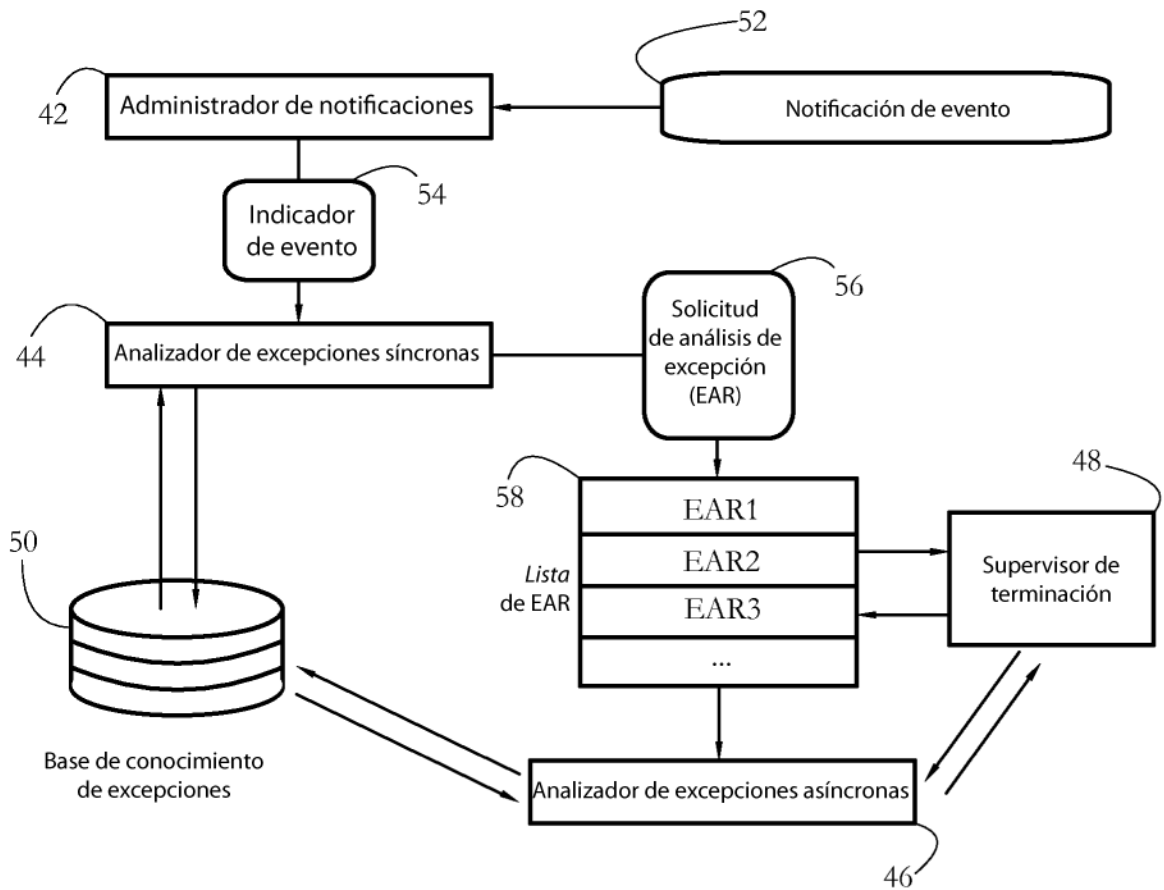 52
42
Administrador de notificaciones
Notificación de evento
54
Indicador
de evento
56
Solicitud
de análisis de
excepción
(EAR)
44
Analizador de excepciones síncronas
58
48
EAR1
EAR2
EAR3
...
Lista
de EAR
Supervisor de
terminación
50
Base de conocimiento
de excepciones
Analizador de excepciones asíncronas
46